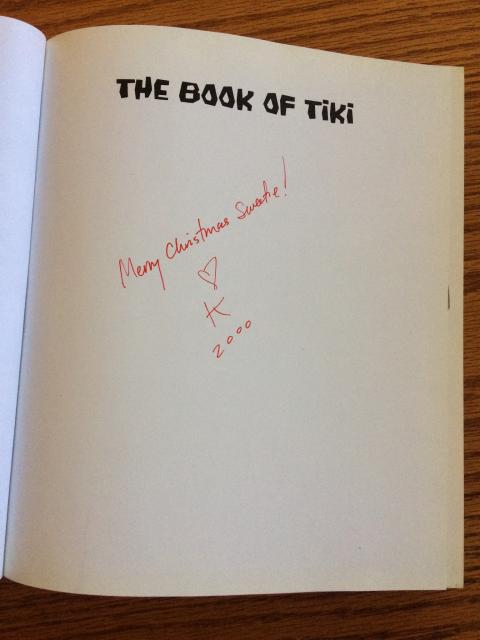 THE BOOK OF TiKi
Merry Christmas Sweetie!
K
2000